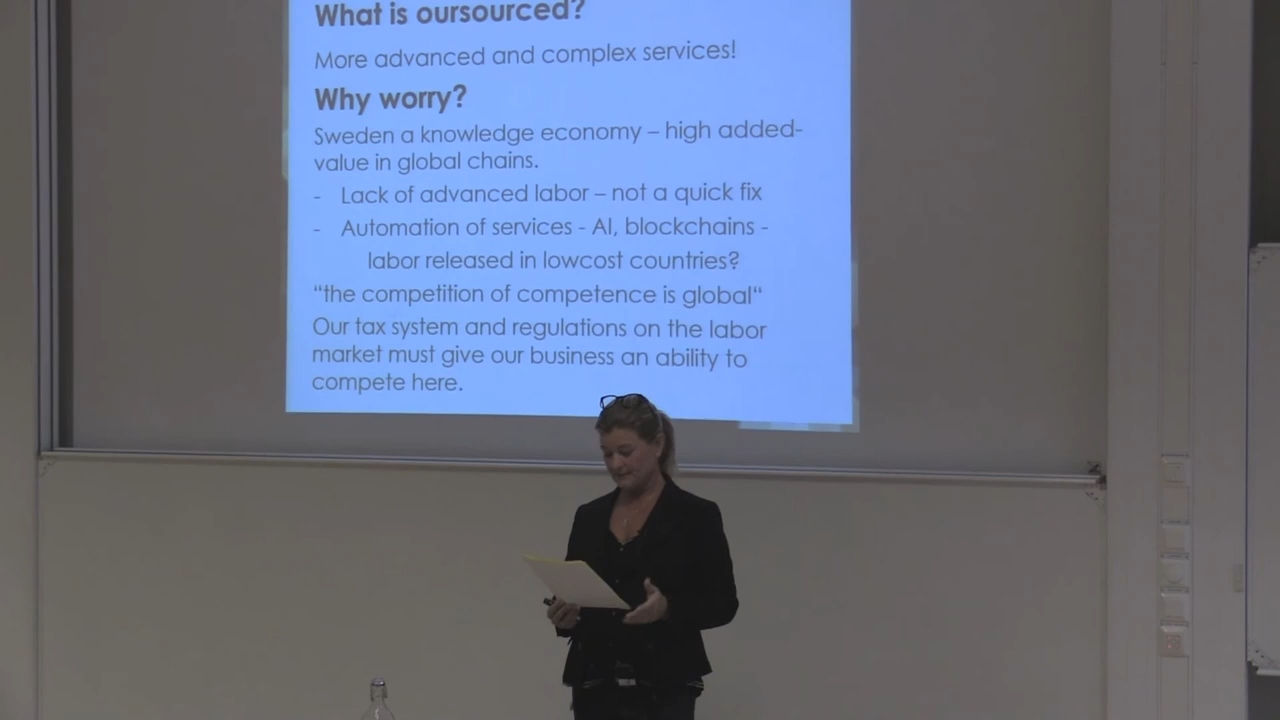 What is oursourced?
More advanced and complex services!
Why worry?
Sweden a knowledge economy – high added-
value in global chains.
- Lack of advanced labor – not a quick fix
- Automation of services - AI, blockchains -
labor released in lowcost countries?
“the competition of competence is global“
Our tax system and regulations on the labor
market must give our business an ability to
compete here.